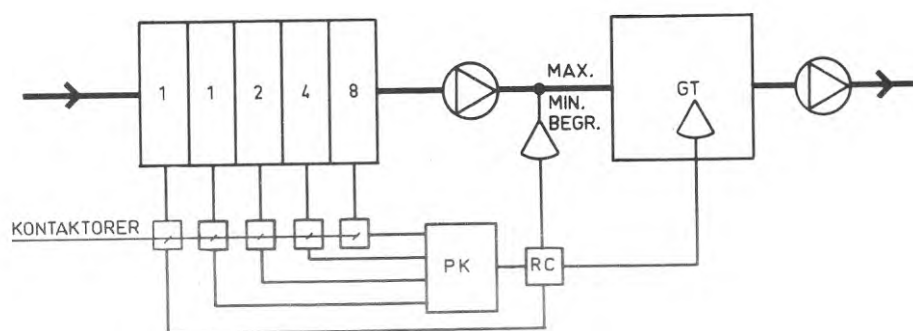 1 1 2 4 8
MAX.
MIN.
BEGR.
GT
KONTAKTORER
PK
RC